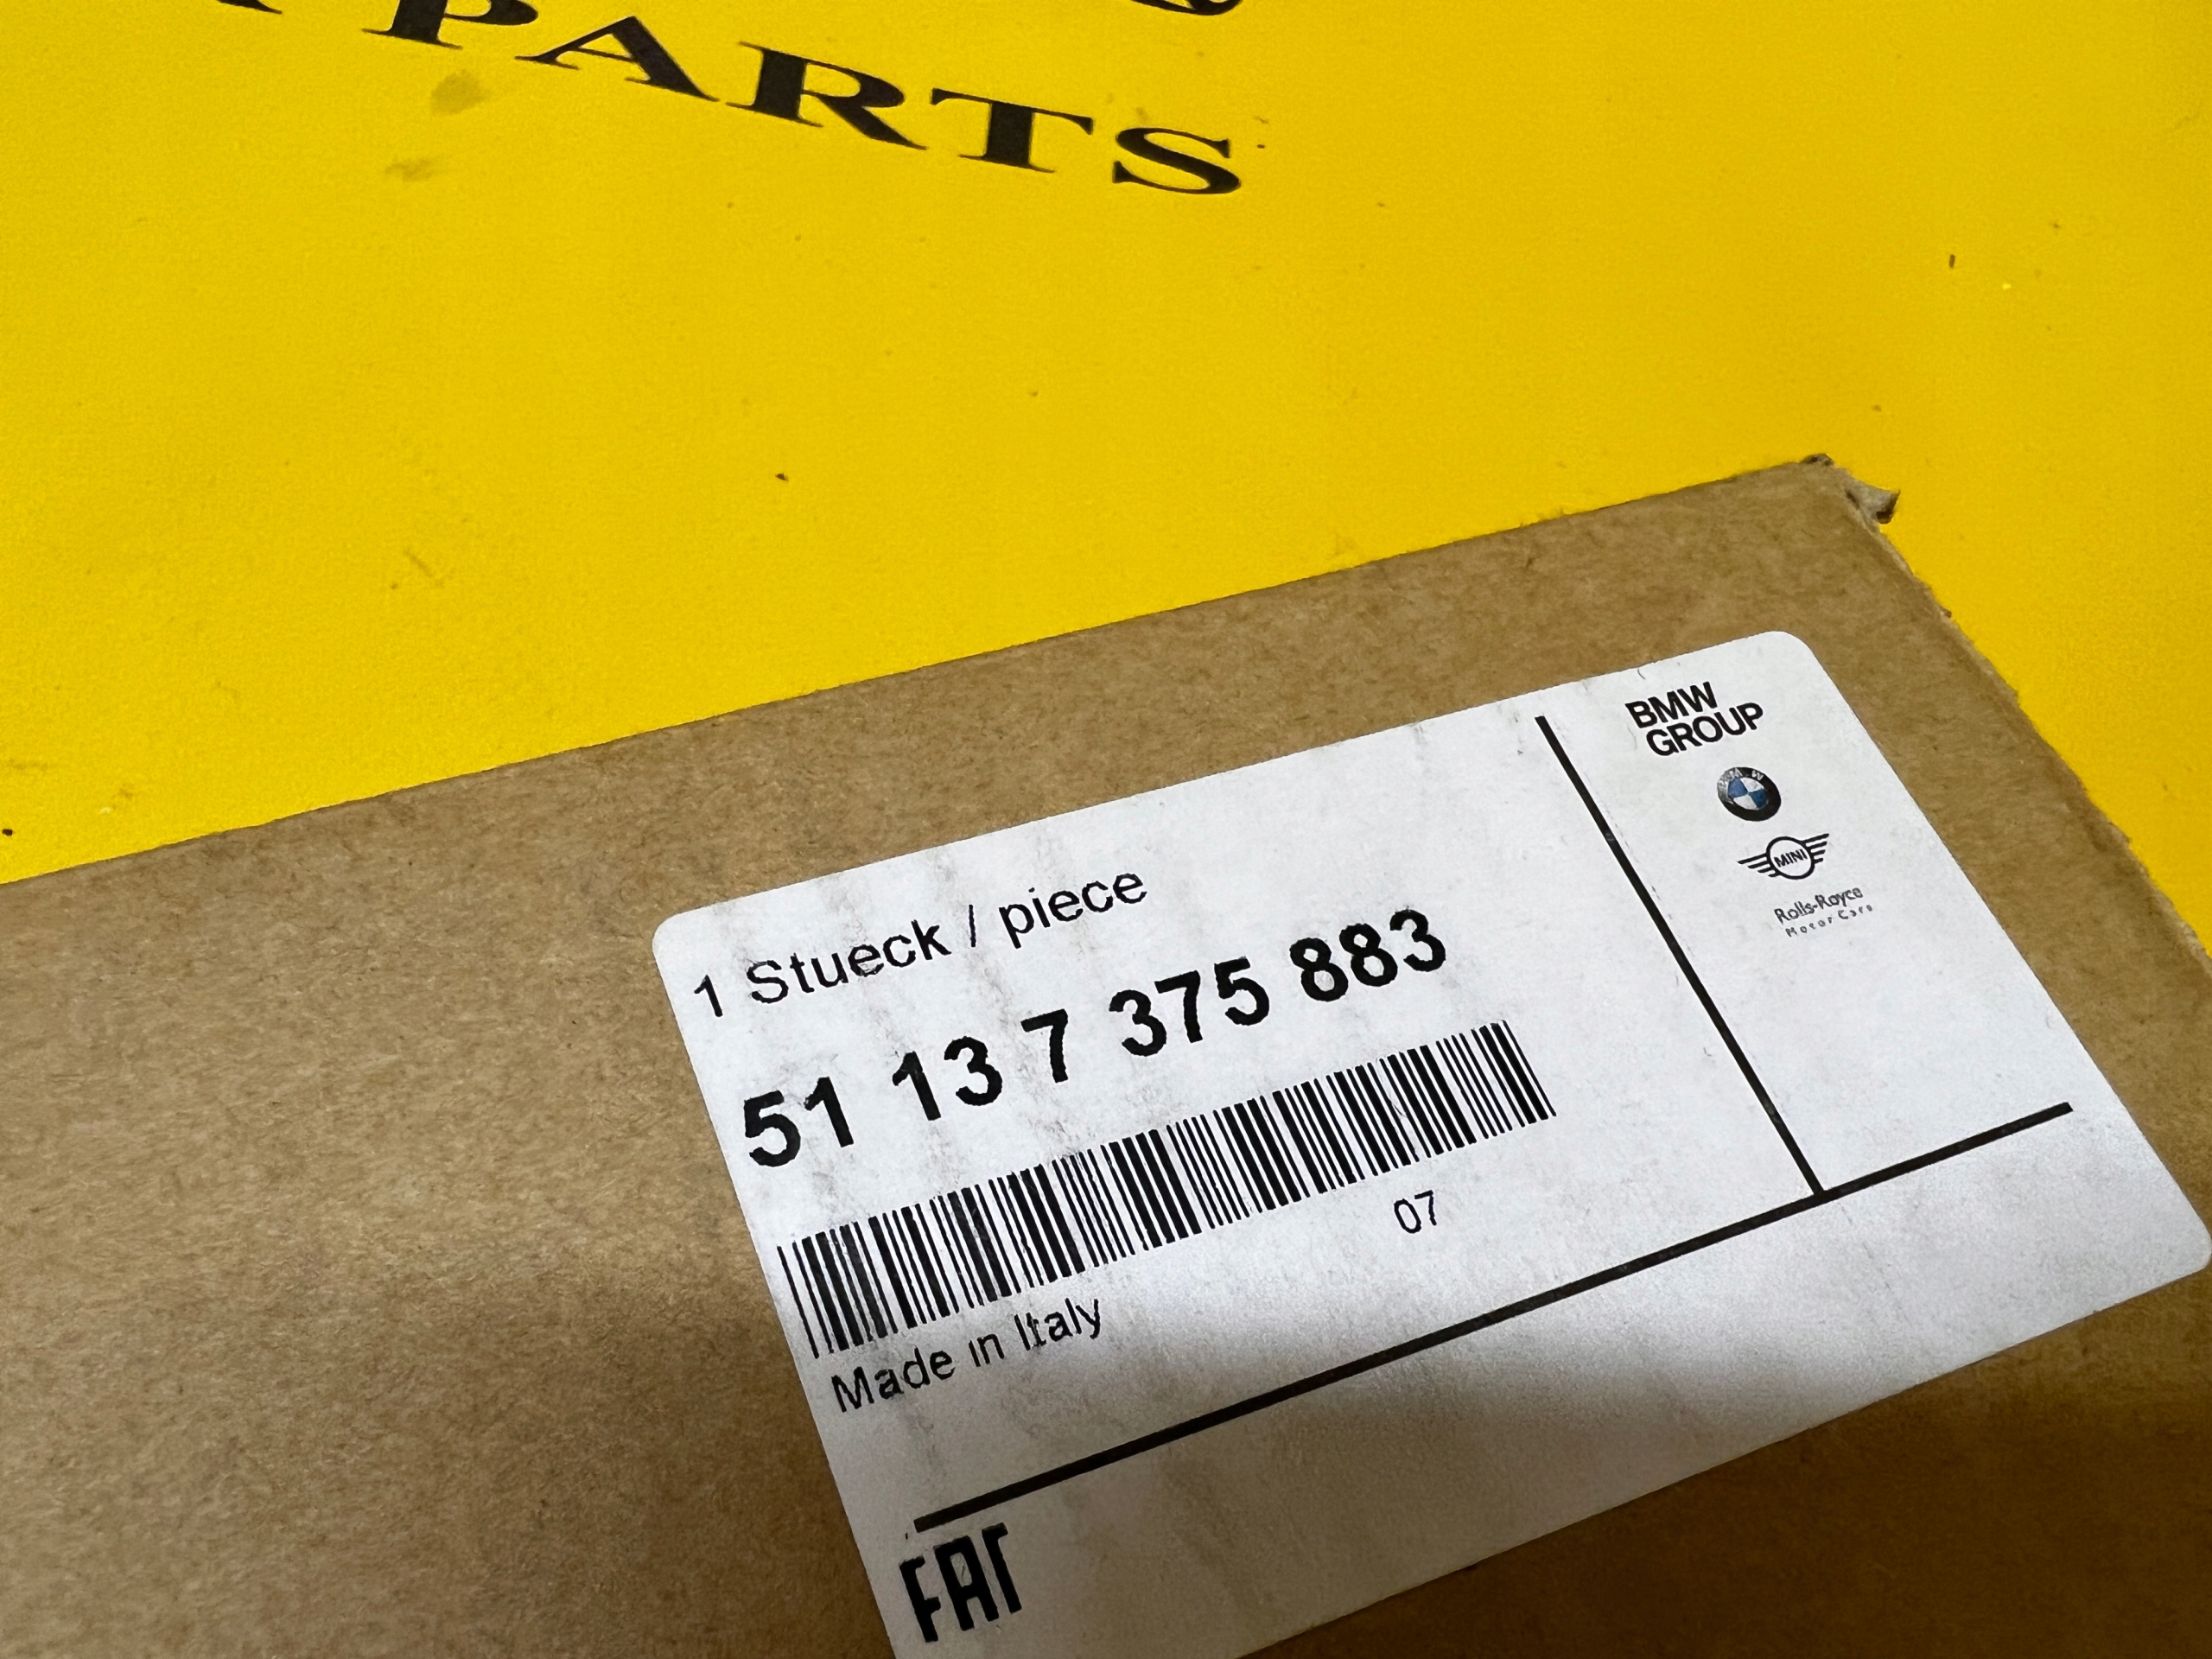 PARTS
BMW
GROUP
MINI
Rolls-Royce
Motor Cars
1 Stueck / piece
51 13 7 375 883
07
Made in Italy
EAC